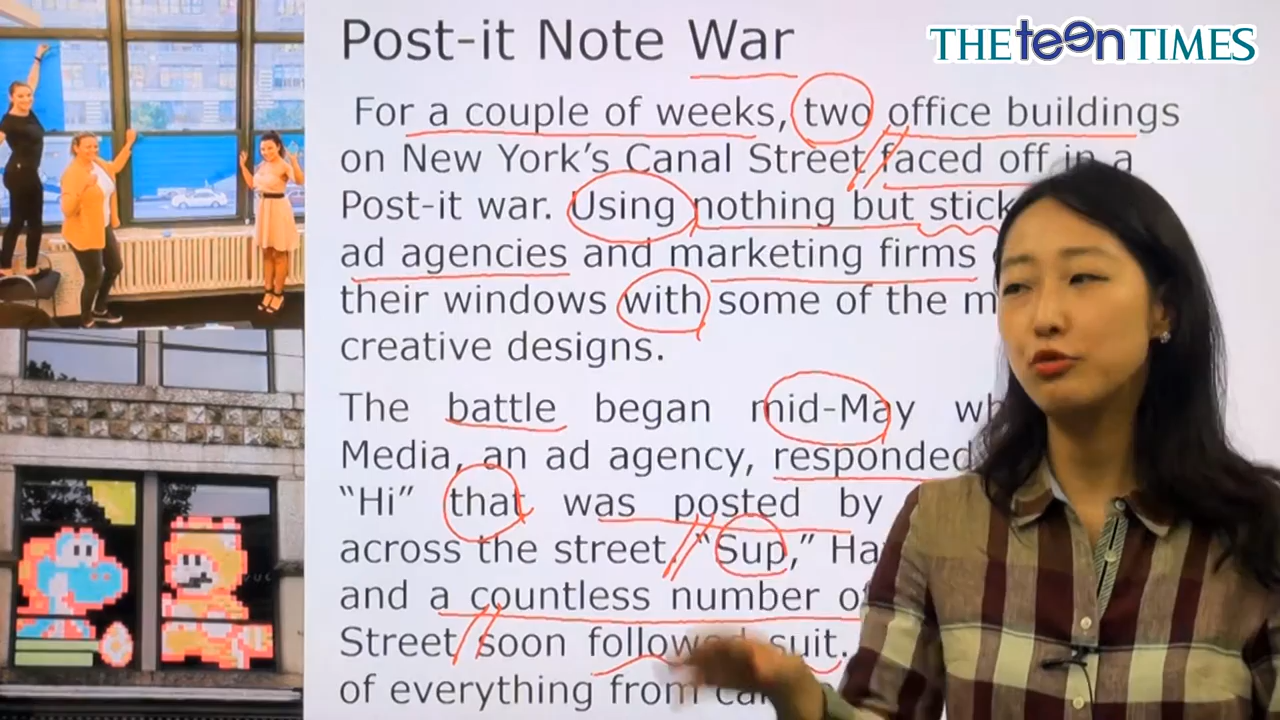 Post-it Note War
THE teen TIMES
For a couple of weeks, two office buildings
on New York's Canal Street faced off in a
Post-it war. Using nothing but stick
ad agencies and marketing firms
their windows with some of the m
creative designs.
The battle began mid-May wh
Media, an ad agency, responded
“Hi” that was posted by
across the street. “Sup,” Ha
and a countless number of
Street soon followed suit.
of everything from ca